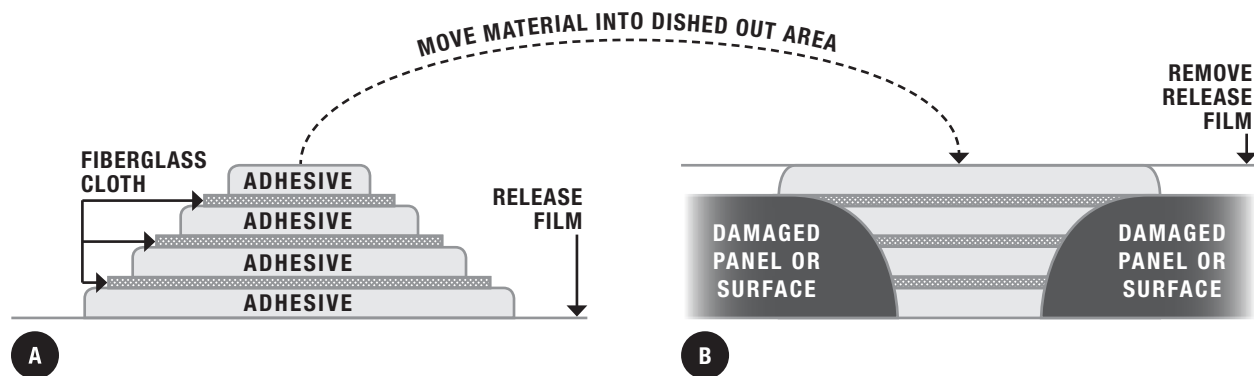 MOVE MATERIAL INTO DISHED OUT AREA
FIBERGLASS
CLOTH
ADHESIVE
ADHESIVE
ADHESIVE
ADHESIVE
RELEASE
FILM
A
REMOVE
RELEASE
FILM
DAMAGED
PANEL OR
SURFACE
DAMAGED
PANEL OR
SURFACE
B